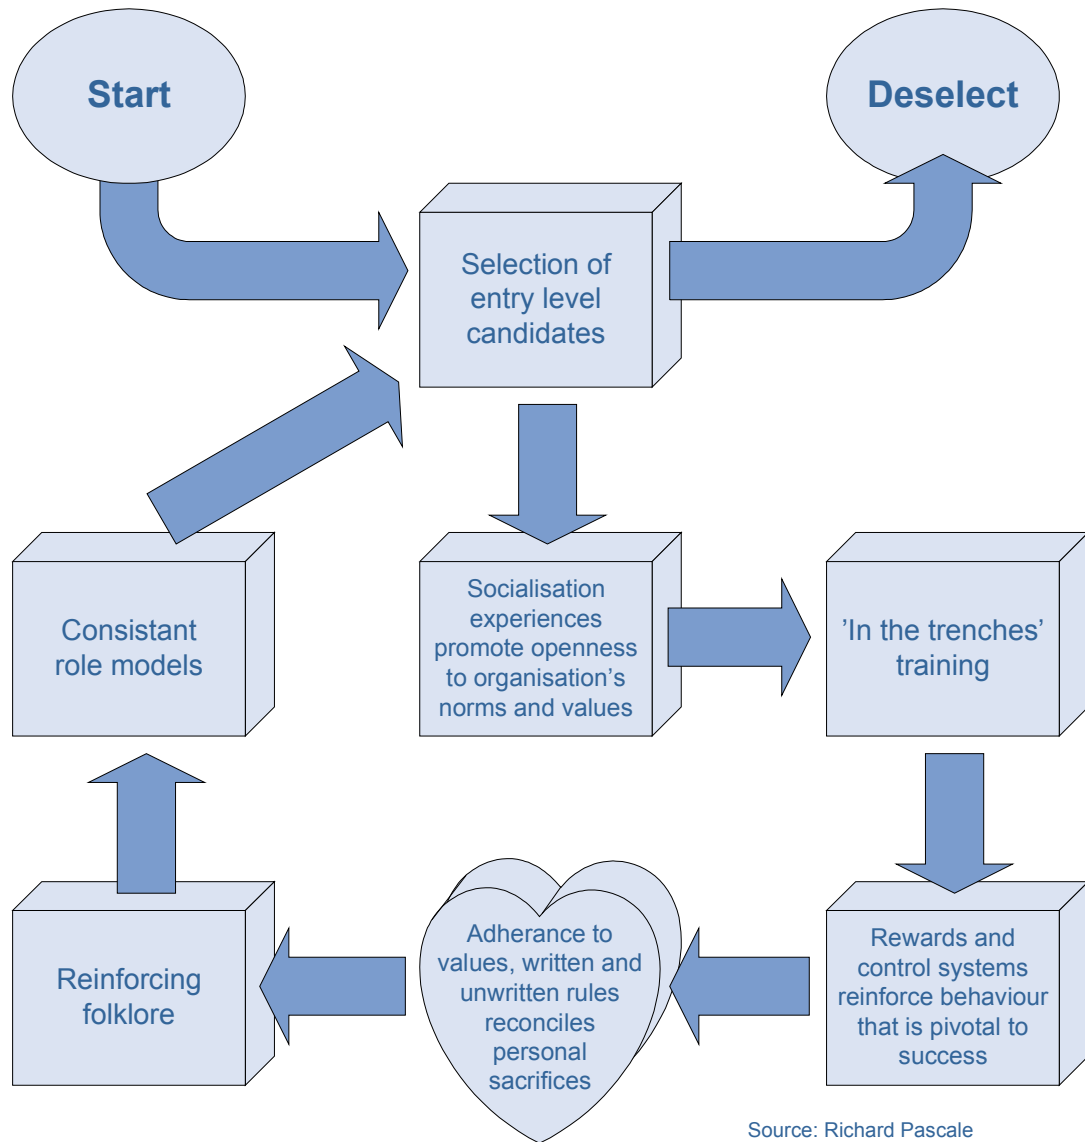 Start
Deselect
Selection of
entry level
candidates
Consistant
role models
Socialisation
experiences
promote openness
to organisation’s
norms and values
’In the trenches’
training
Reinforcing
folklore
Adherance to
values, written and
unwritten rules
reconciles
personal
sacrifices
Rewards and
control systems
reinforce behaviour
that is pivotal to
success
Source: Richard Pascale